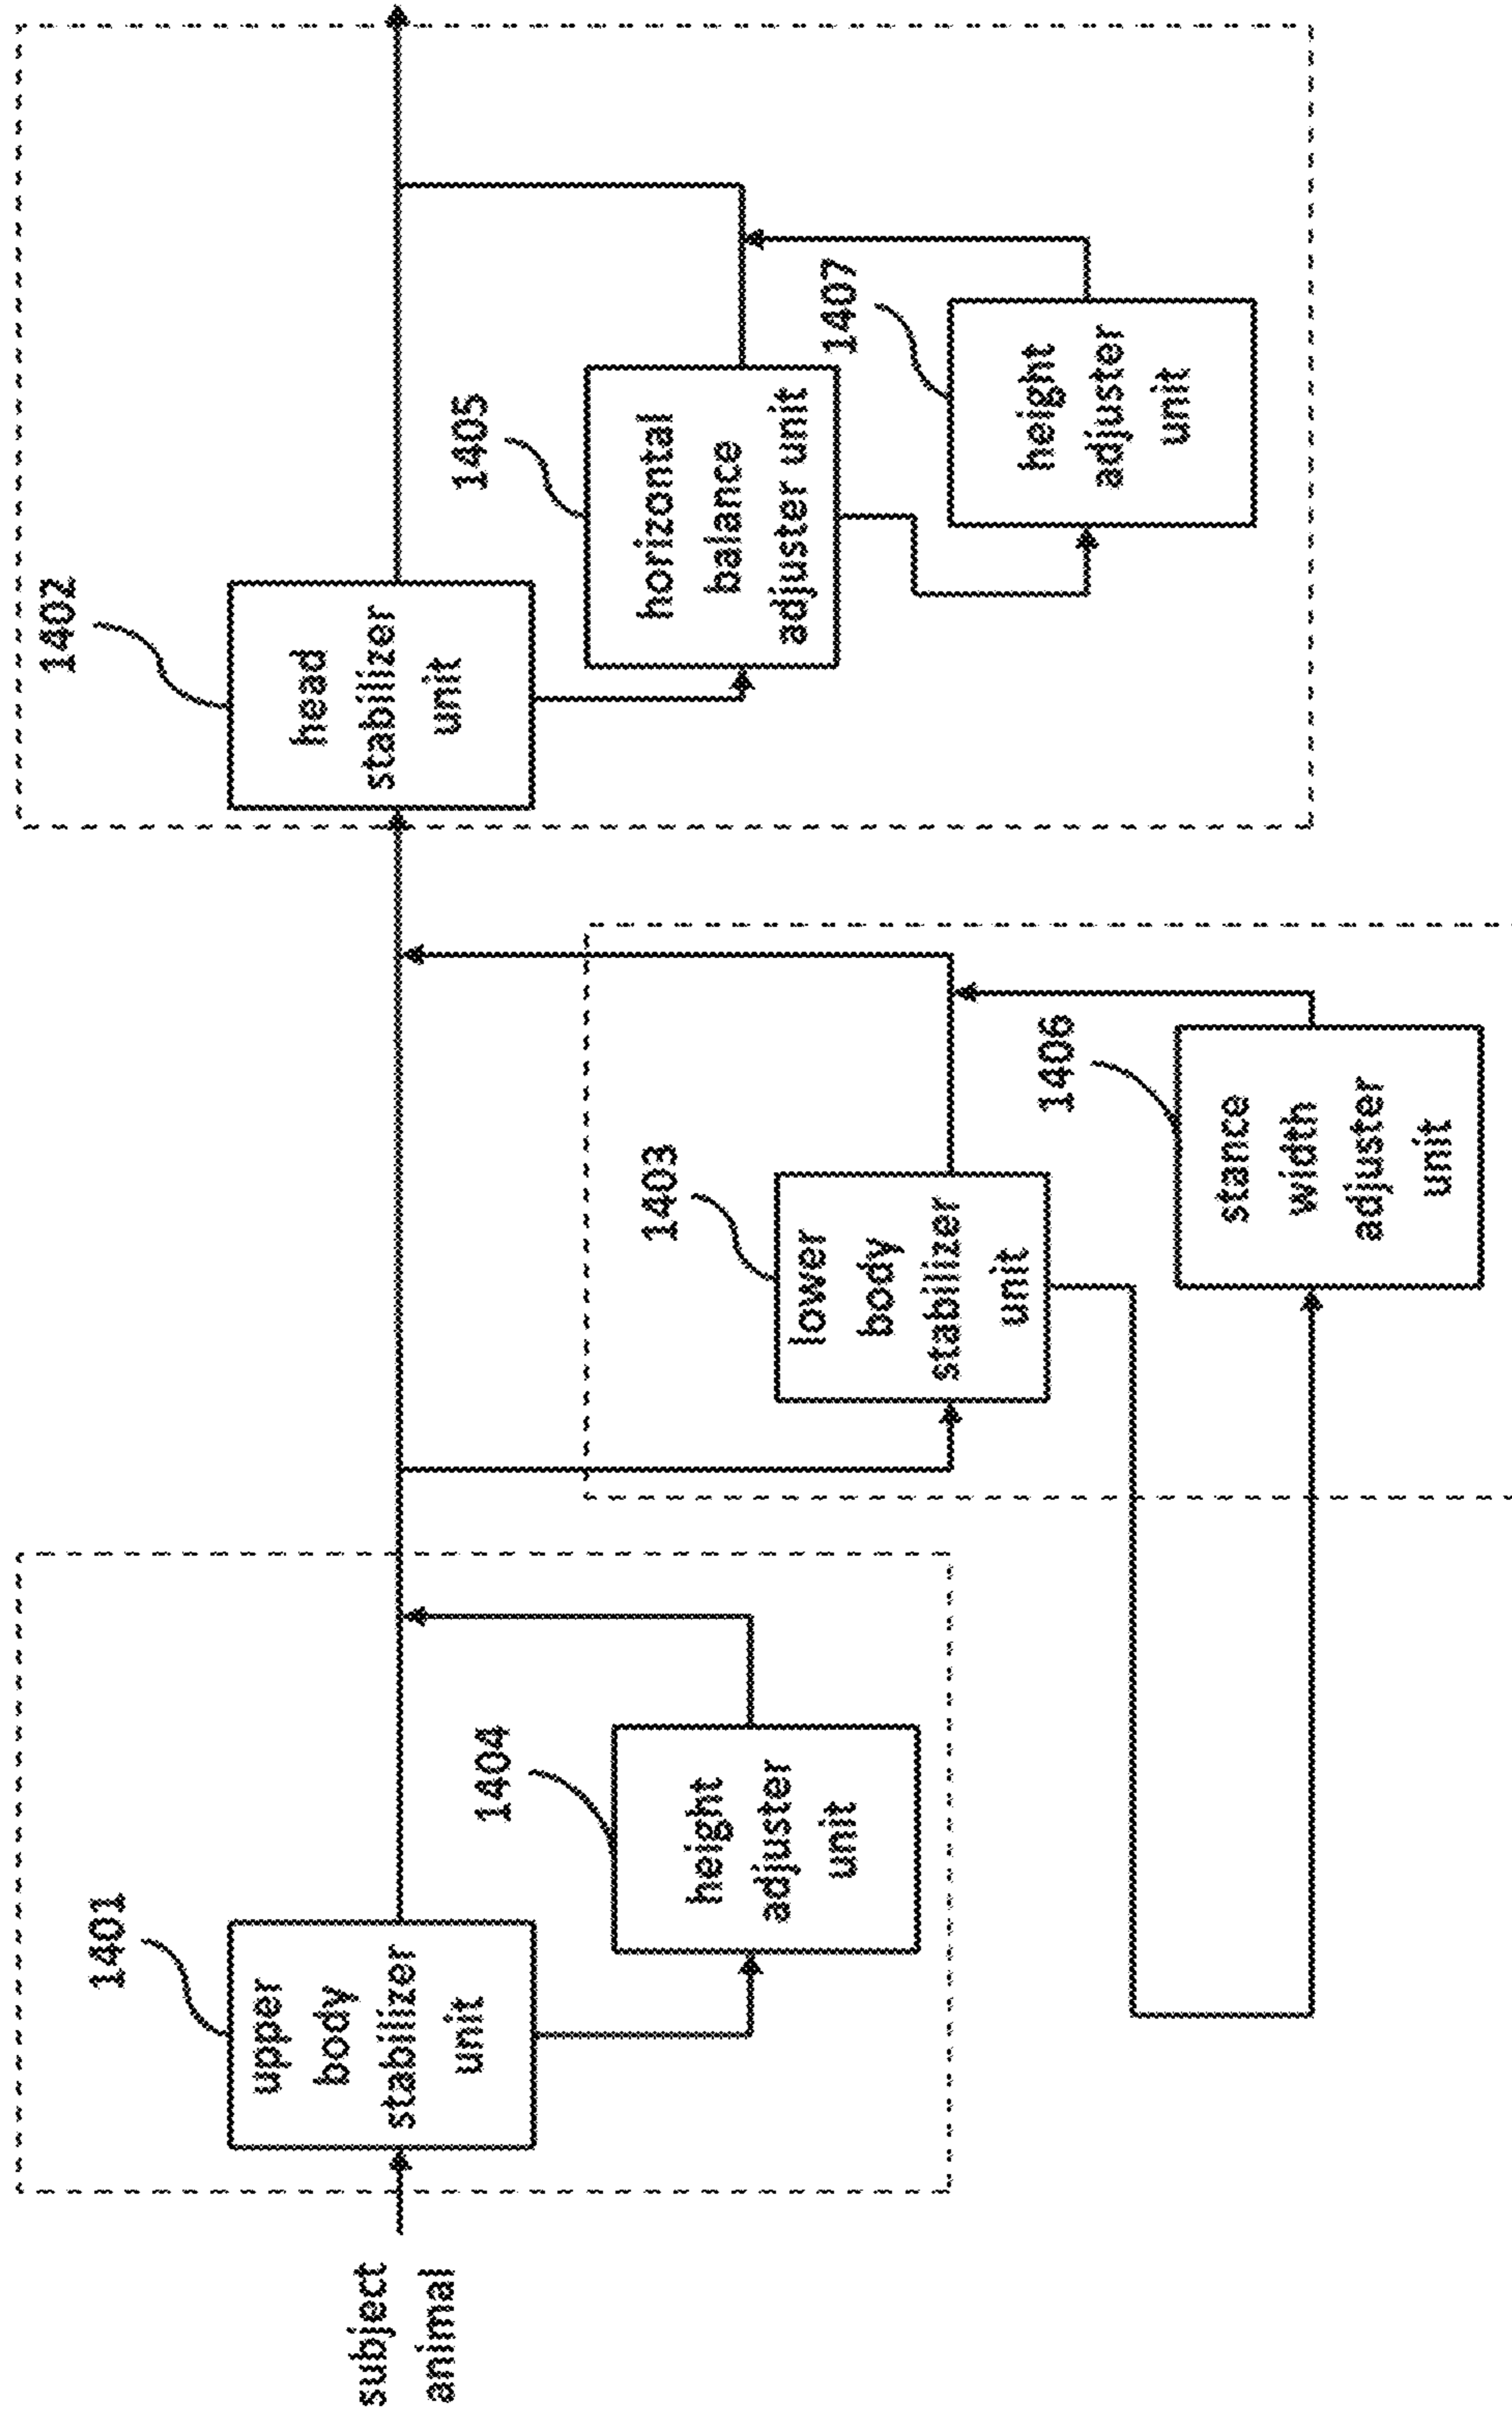 subject
animal
1401
upper
body
stabilizer
unit
1404
height
adjuster
unit
1403
lower
body
stabilizer
unit
1406
stance
width
adjuster
unit
1402
head
stabilizer
unit
1405
horizontal
balance
adjuster unit
1407
height
adjuster
unit